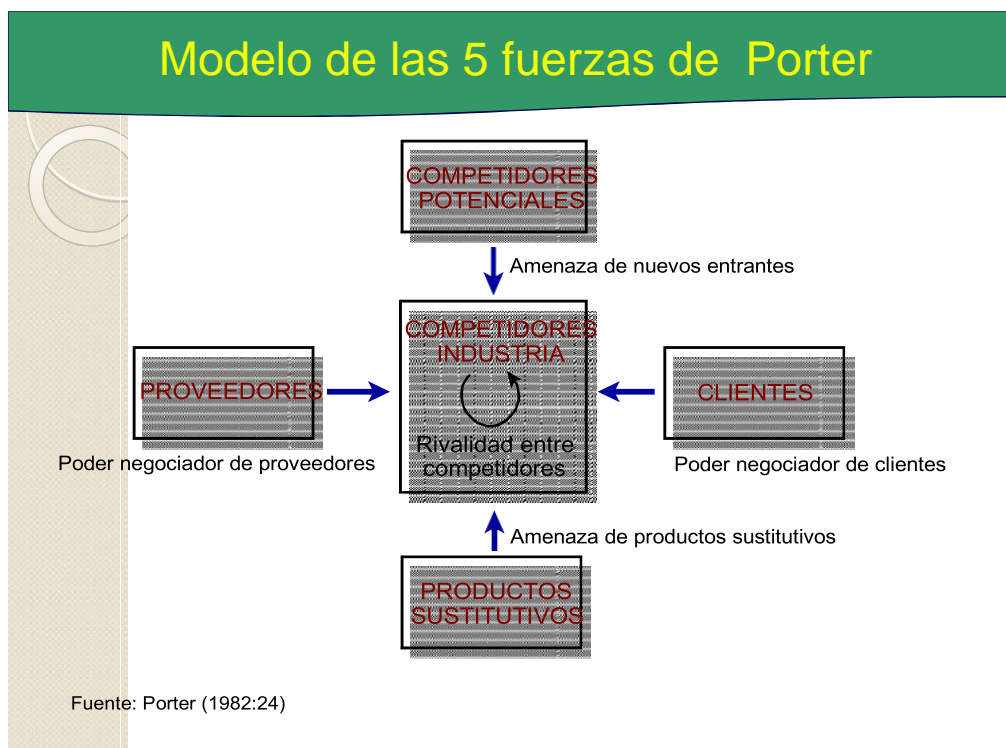 Modelo de las 5 fuerzas de Porter
COMPETIDORES
POTENCIALES
Amenaza de nuevos entrantes
COMPETIDORES
INDUSTRIA
Rivalidad entre
competidores
PROVEEDORES
Poder negociador de proveedores
CLIENTES
Poder negociador de clientes
Amenaza de productos sustitutivos
PRODUCTOS
SUSTITUTIVOS
Fuente: Porter (1982:24)